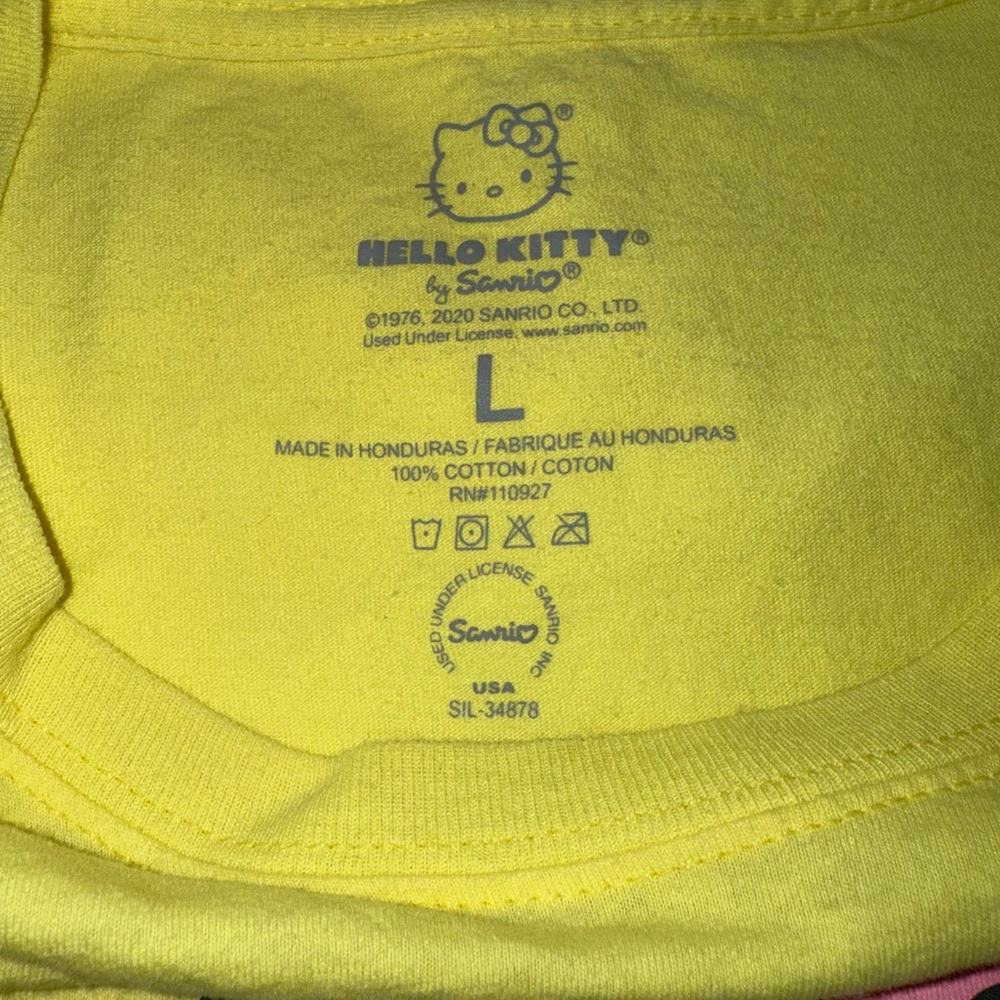 ®
HELLO KITTY®
by Sanrio®
©1976, 2020 SANRIO CO., LTD.
Used Under License. www.sanrio.com
L
MADE IN HONDURAS / FABRIQUE AU HONDURAS
100% COTTON / COTON
RN#110927
USED UNDER LICENSE SANRIO INC
Sanrio
USA
SIL-34878